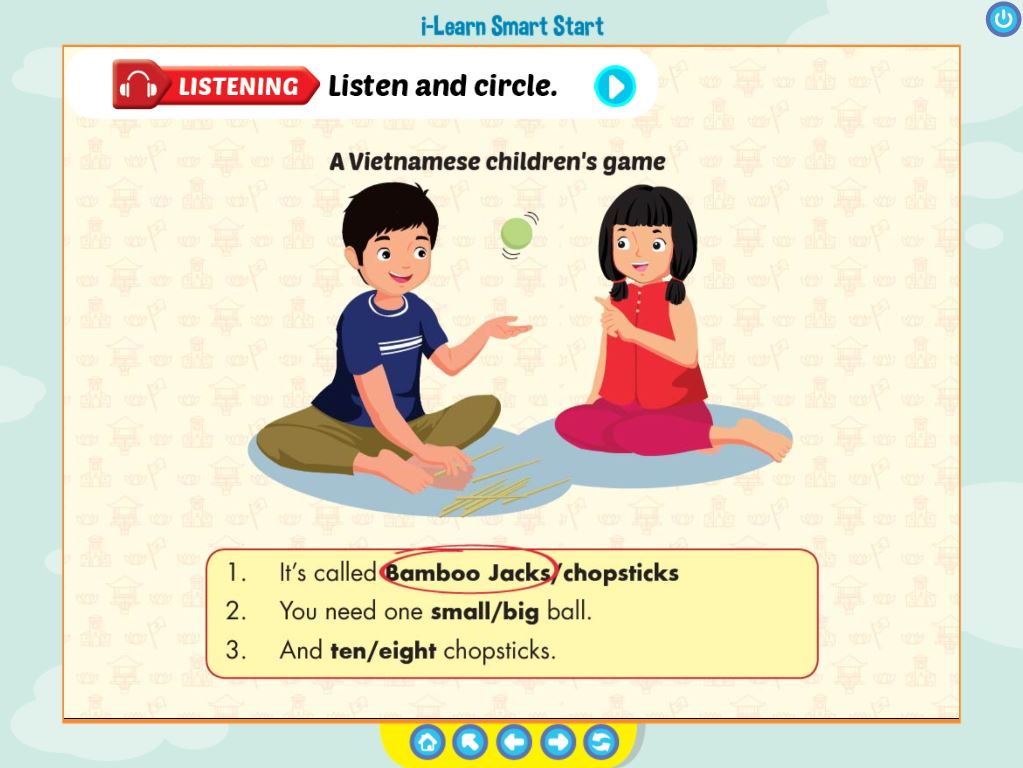 i-Learn Smart Start
LISTENING Listen and circle.
A Vietnamese children's game
1. It's called Bamboo Jacks/chopsticks
2. You need one small/big ball.
3. And ten/eight chopsticks.